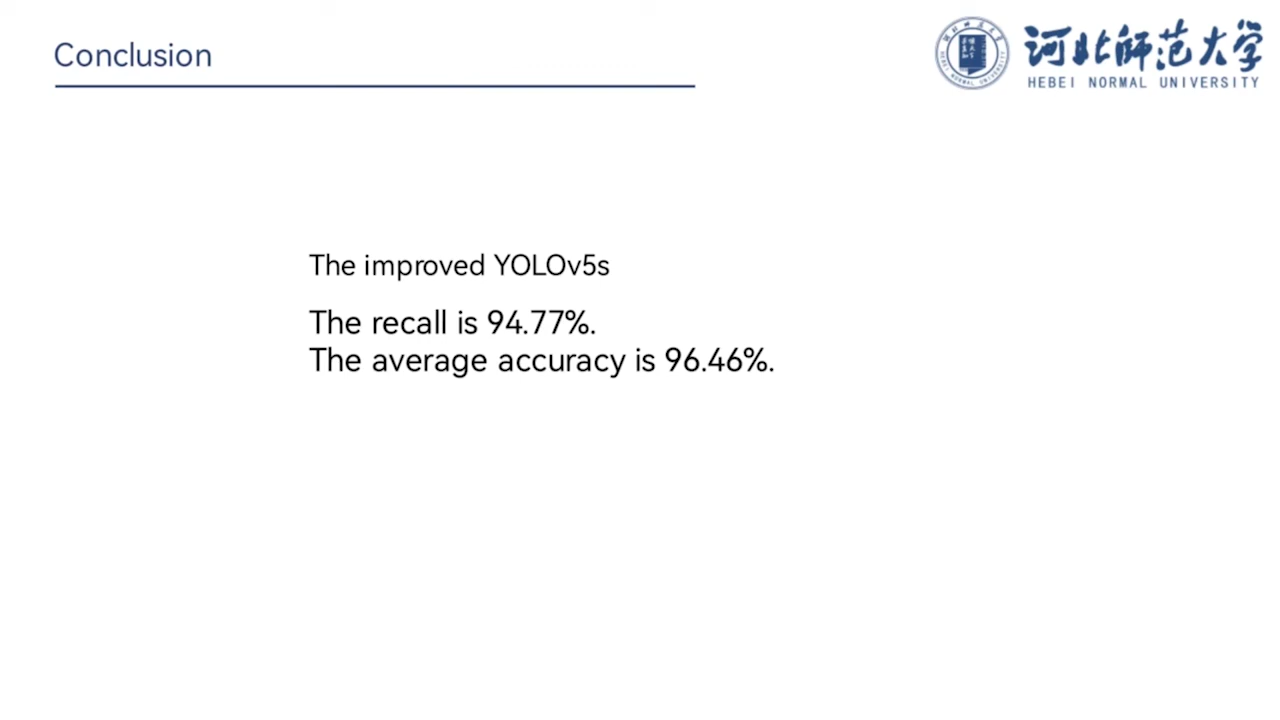 Conclusion
河北师范大学
HEBEI NORMAL UNIVERSITY
The improved YOLOv5s
The recall is 94.77%.
The average accuracy is 96.46%.